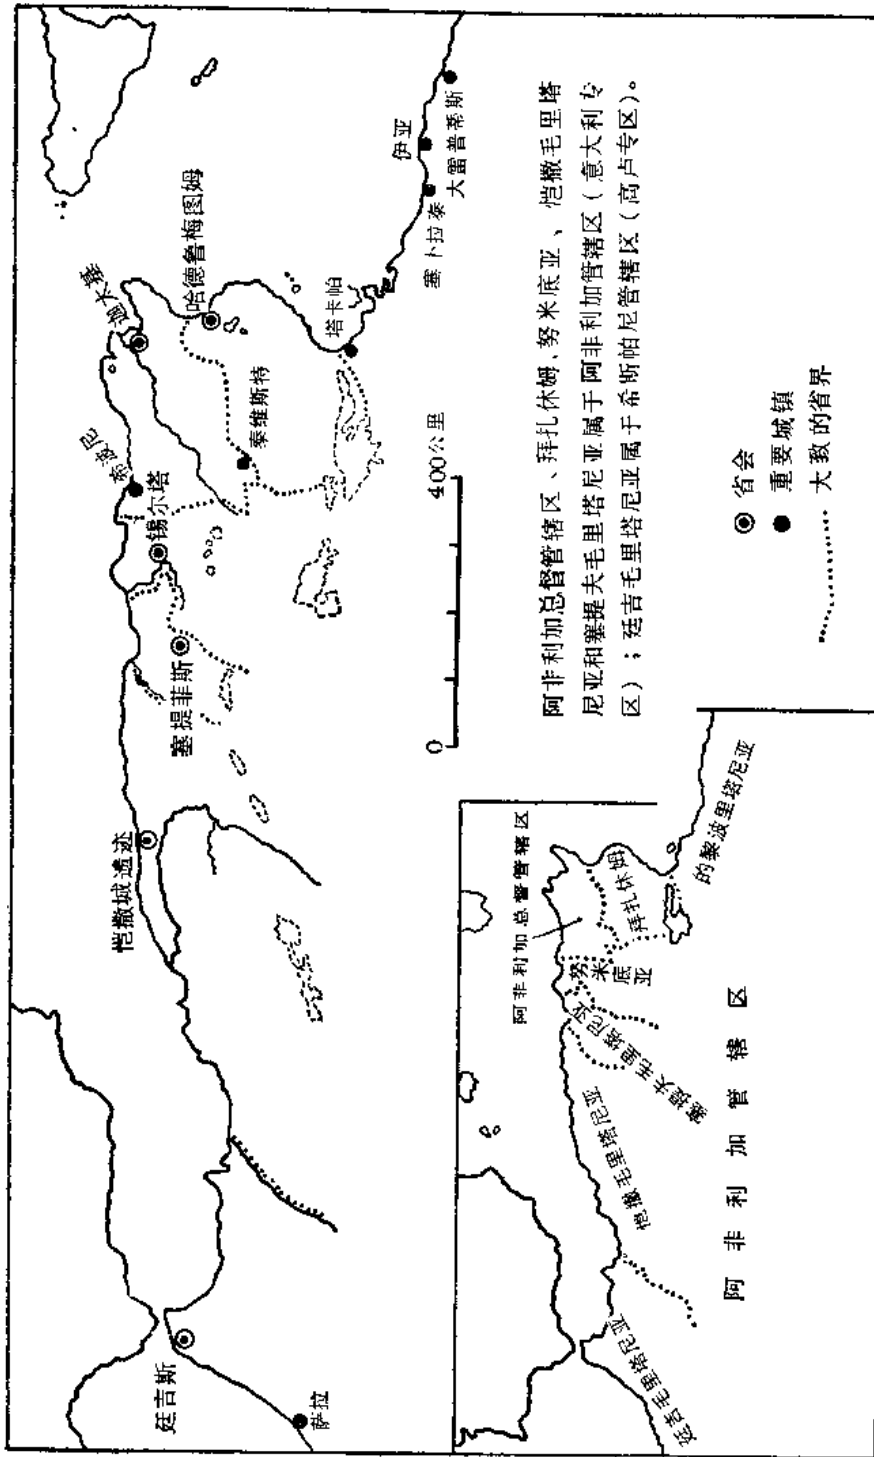 迦太基
希波尼
哈德鲁梅图姆
锡尔塔
塞提菲斯
恺撒城遗迹
廷吉斯
萨拉
泰维斯特
塔卡帕
塞卜拉泰
伊亚
大雷普蒂斯
0
400公里
阿非利加总督管辖区、拜扎休姆、努米底亚、恺撒毛里塔
尼亚和塞提夫毛里塔尼亚属于阿非利加管辖区（意大利专
区）；廷吉毛里塔尼亚属于希斯帕尼管辖区（高卢专区）。
省会
重要城镇
大致的省界
阿非利加总督管辖区
努米底亚
拜扎休姆
的黎波里塔尼亚
塞提夫毛里塔尼亚
恺撒毛里塔尼亚
廷吉毛里塔尼亚
阿非利加管辖区